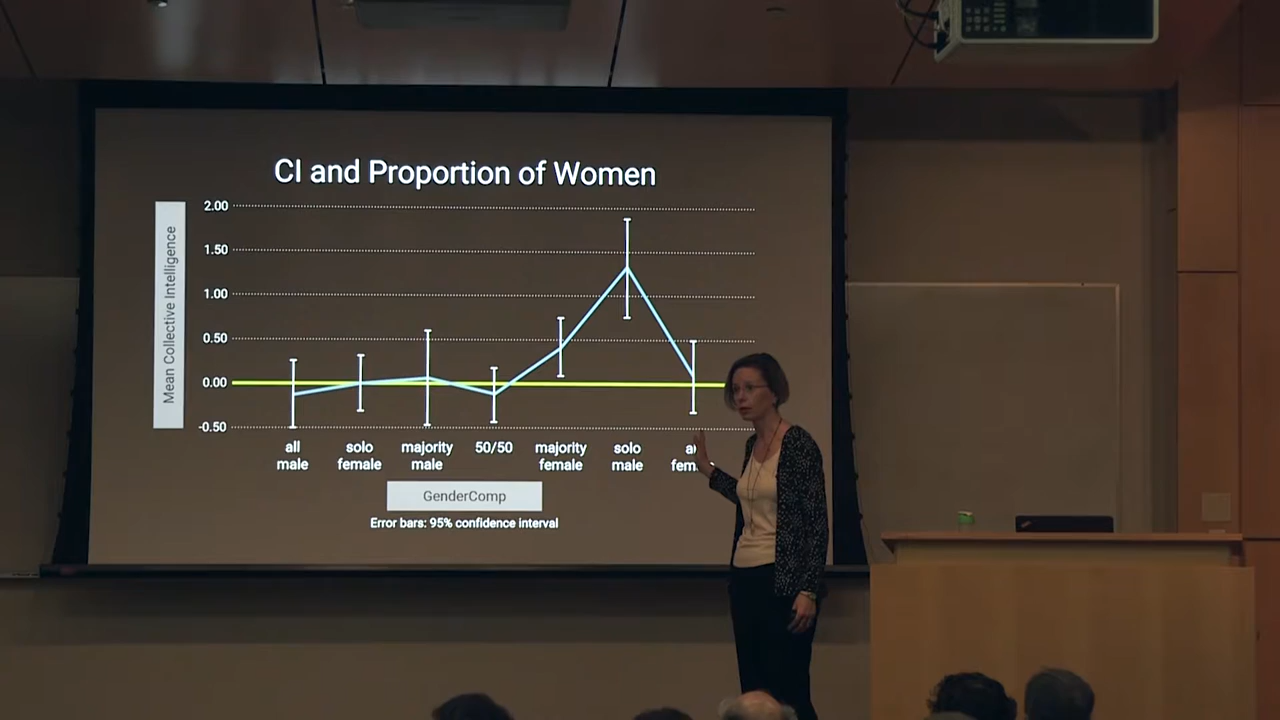 CI and Proportion of Women
Mean Collective Intelligence
2.00
1.50
1.00
0.50
0.00
-0.50
all
male
solo
female
majority
male
50/50
majority
female
solo
male
GenderComp
Error bars: 95% confidence interval